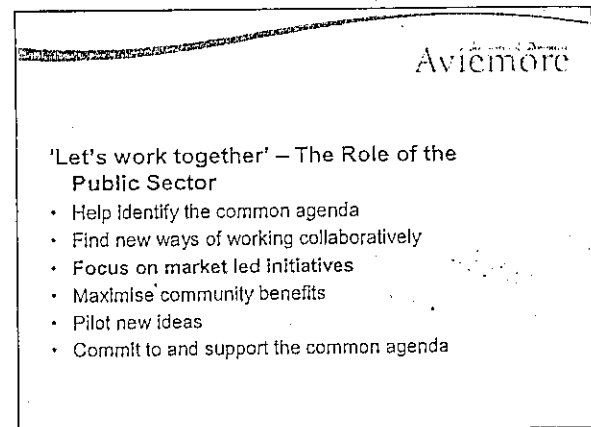 Aviemore
'Let's work together' – The Role of the
Public Sector
• Help identify the common agenda
• Find new ways of working collaboratively
• Focus on market led initiatives
• Maximise community benefits
• Pilot new ideas
• Commit to and support the common agenda